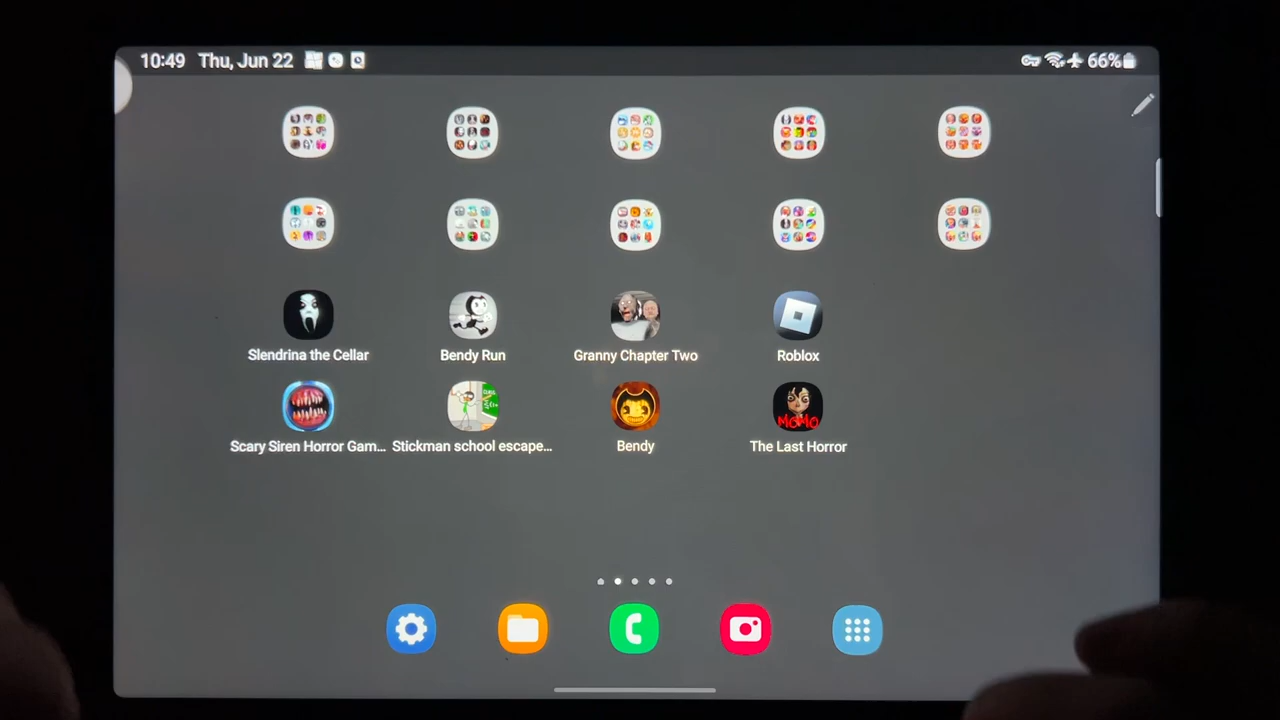 10:49 Thu, Jun 22
66%
Slendrina the Cellar
Bendy Run
Granny Chapter Two
Roblox
Scary Siren Horror Gam...
Stickman school escape...
Bendy
MOMO
The Last Horror